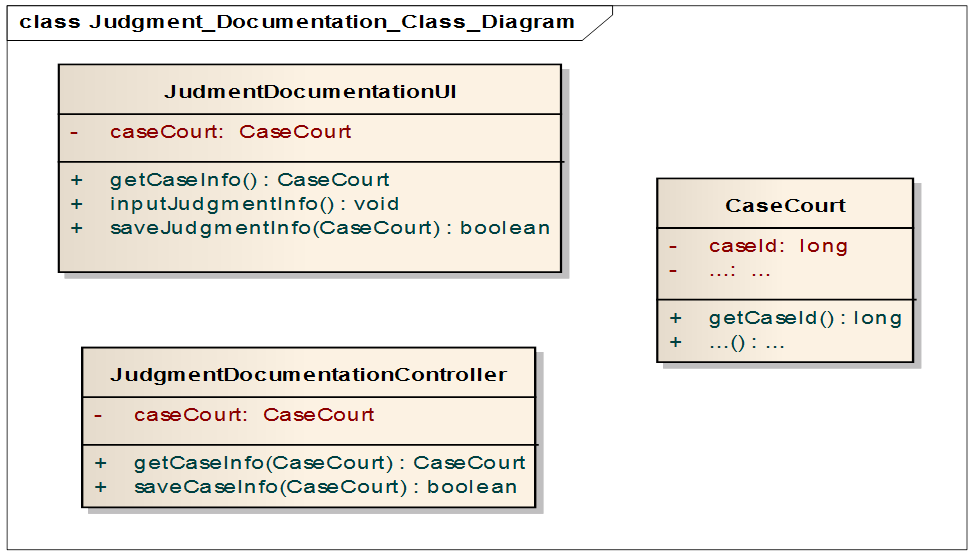 class Judgment_Documentation_Class_Diagram
JudmentDocumentationUI
- caseCourt: CaseCourt
+ getCaseInfo() : CaseCourt
+ inputJudgmentInfo() : void
+ saveJudgmentInfo(CaseCourt) : boolean
CaseCourt
- caseId: long
- ...: ...
+ getCaseId() : long
+ ...() : ...
JudgmentDocumentationController
- caseCourt: CaseCourt
+ getCaseInfo(CaseCourt) : CaseCourt
+ saveCaseInfo(CaseCourt) : boolean